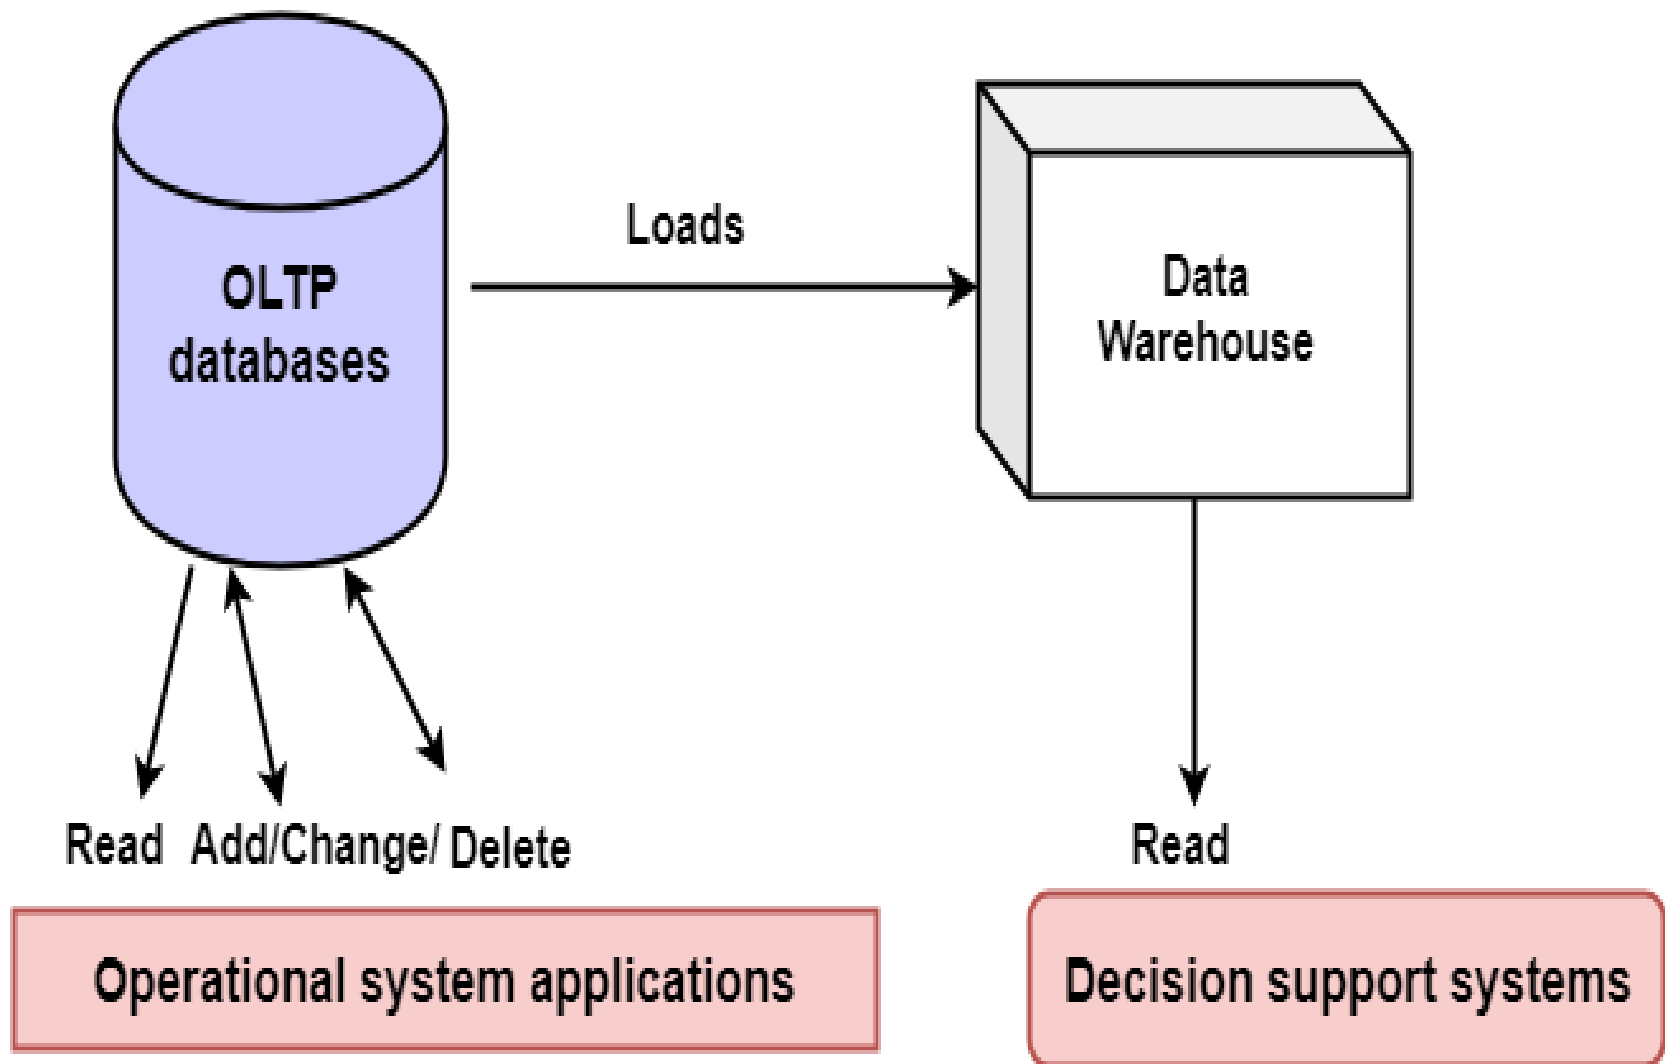 Loads
OLTP
databases
Data
Warehouse
Read Add/Change/ Delete
Read
Operational system applications
Decision support systems